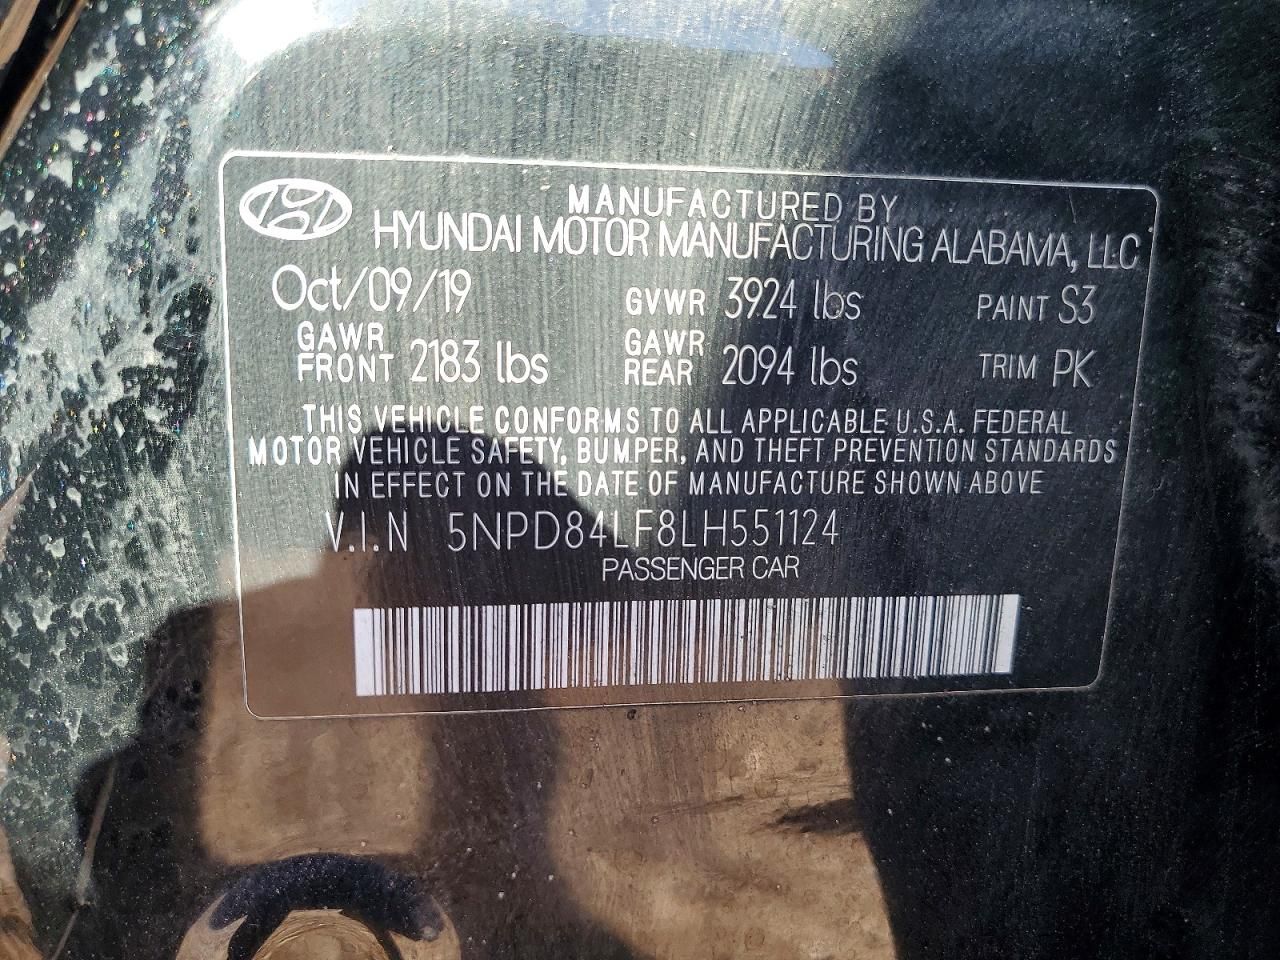 MANUFACTURED BY
HYUNDAI MOTOR MANUFACTURING ALABAMA, LLC
Oct/09/19 GVWR 3924 lbs PAINT S3
GAWR FRONT 2183 lbs GAWR REAR 2094 lbs TRIM PK
THIS VEHICLE CONFORMS TO ALL APPLICABLE U.S.A. FEDERAL
MOTOR VEHICLE SAFETY, BUMPER, AND THEFT PREVENTION STANDARDS
IN EFFECT ON THE DATE OF MANUFACTURE SHOWN ABOVE
V.I.N 5NPD84LF8LH551124
PASSENGER CAR